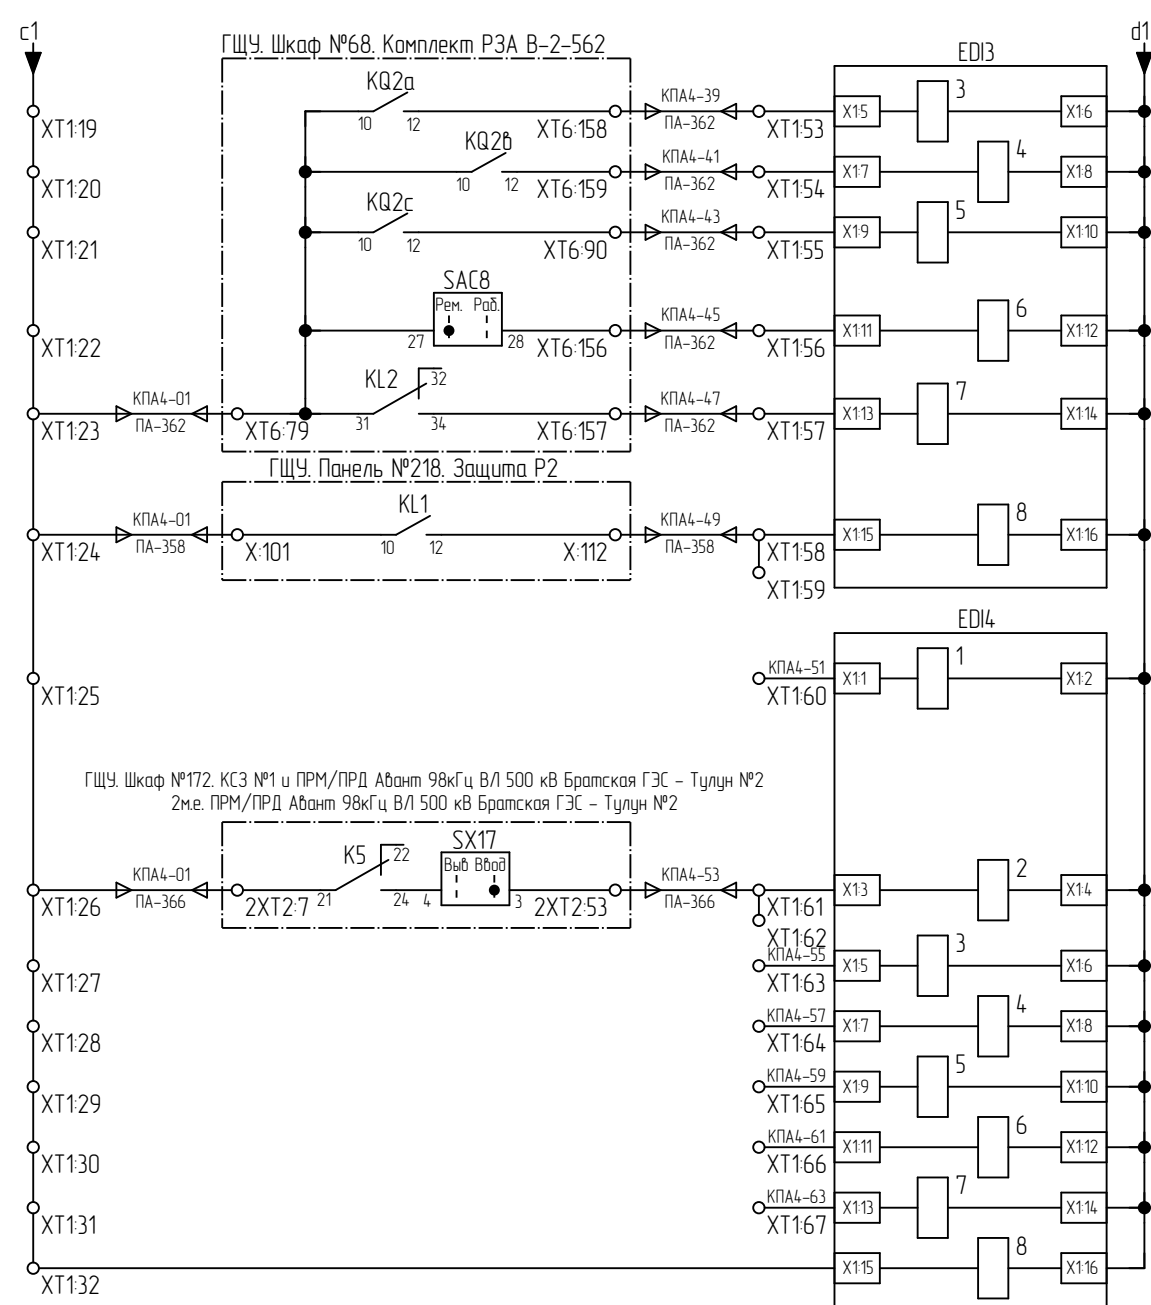 c1
d1
ГЩУ. Шкаф №68. Комплект РЗА В-2-562
EDI3
XT1:19
KQ2a
10 12
XT6:158
КПА4-39
ПА-362
XT1:53
X1:5
3
X1:6
XT1:20
KQ2в
10 12
XT6:159
КПА4-41
ПА-362
XT1:54
X1:7
4
X1:8
XT1:21
KQ2c
10 12
XT6:90
КПА4-43
ПА-362
XT1:55
X1:9
5
X1:10
XT1:22
SAC8
Рем. Раб.
27 28
XT6:156
КПА4-45
ПА-362
XT1:56
X1:11
6
X1:12
XT1:23
КПА4-01
ПА-362
XT6:79
KL2
32
31 34
XT6:157
КПА4-47
ПА-362
XT1:57
X1:13
7
X1:14
ГЩУ. Панель №218. Защита Р2
XT1:24
КПА4-01
ПА-358
X:101
KL1
10 12
X:112
КПА4-49
ПА-358
XT1:58
XT1:59
X1:15
8
X1:16
EDI4
XT1:25
КПА4-51
XT1:60
X1:1
1
X1:2
ГЩУ. Шкаф №172. КСЗ №1 и ПРМ/ПРД Авант 98кГц ВЛ 500 кВ Братская ГЭС - Тулун №2
2м.е. ПРМ/ПРД Авант 98кГц ВЛ 500 кВ Братская ГЭС - Тулун №2
XT1:26
КПА4-01
ПА-366
2XT2:7
K5
22
21 24
SX17
Выв Ввод
4 3
2XT2:53
КПА4-53
ПА-366
XT1:61
XT1:62
X1:3
2
X1:4
XT1:27
КПА4-55
XT1:63
X1:5
3
X1:6
XT1:28
КПА4-57
XT1:64
X1:7
4
X1:8
XT1:29
КПА4-59
XT1:65
X1:9
5
X1:10
XT1:30
КПА4-61
XT1:66
X1:11
6
X1:12
XT1:31
КПА4-63
XT1:67
X1:13
7
X1:14
XT1:32
X1:15
8
X1:16